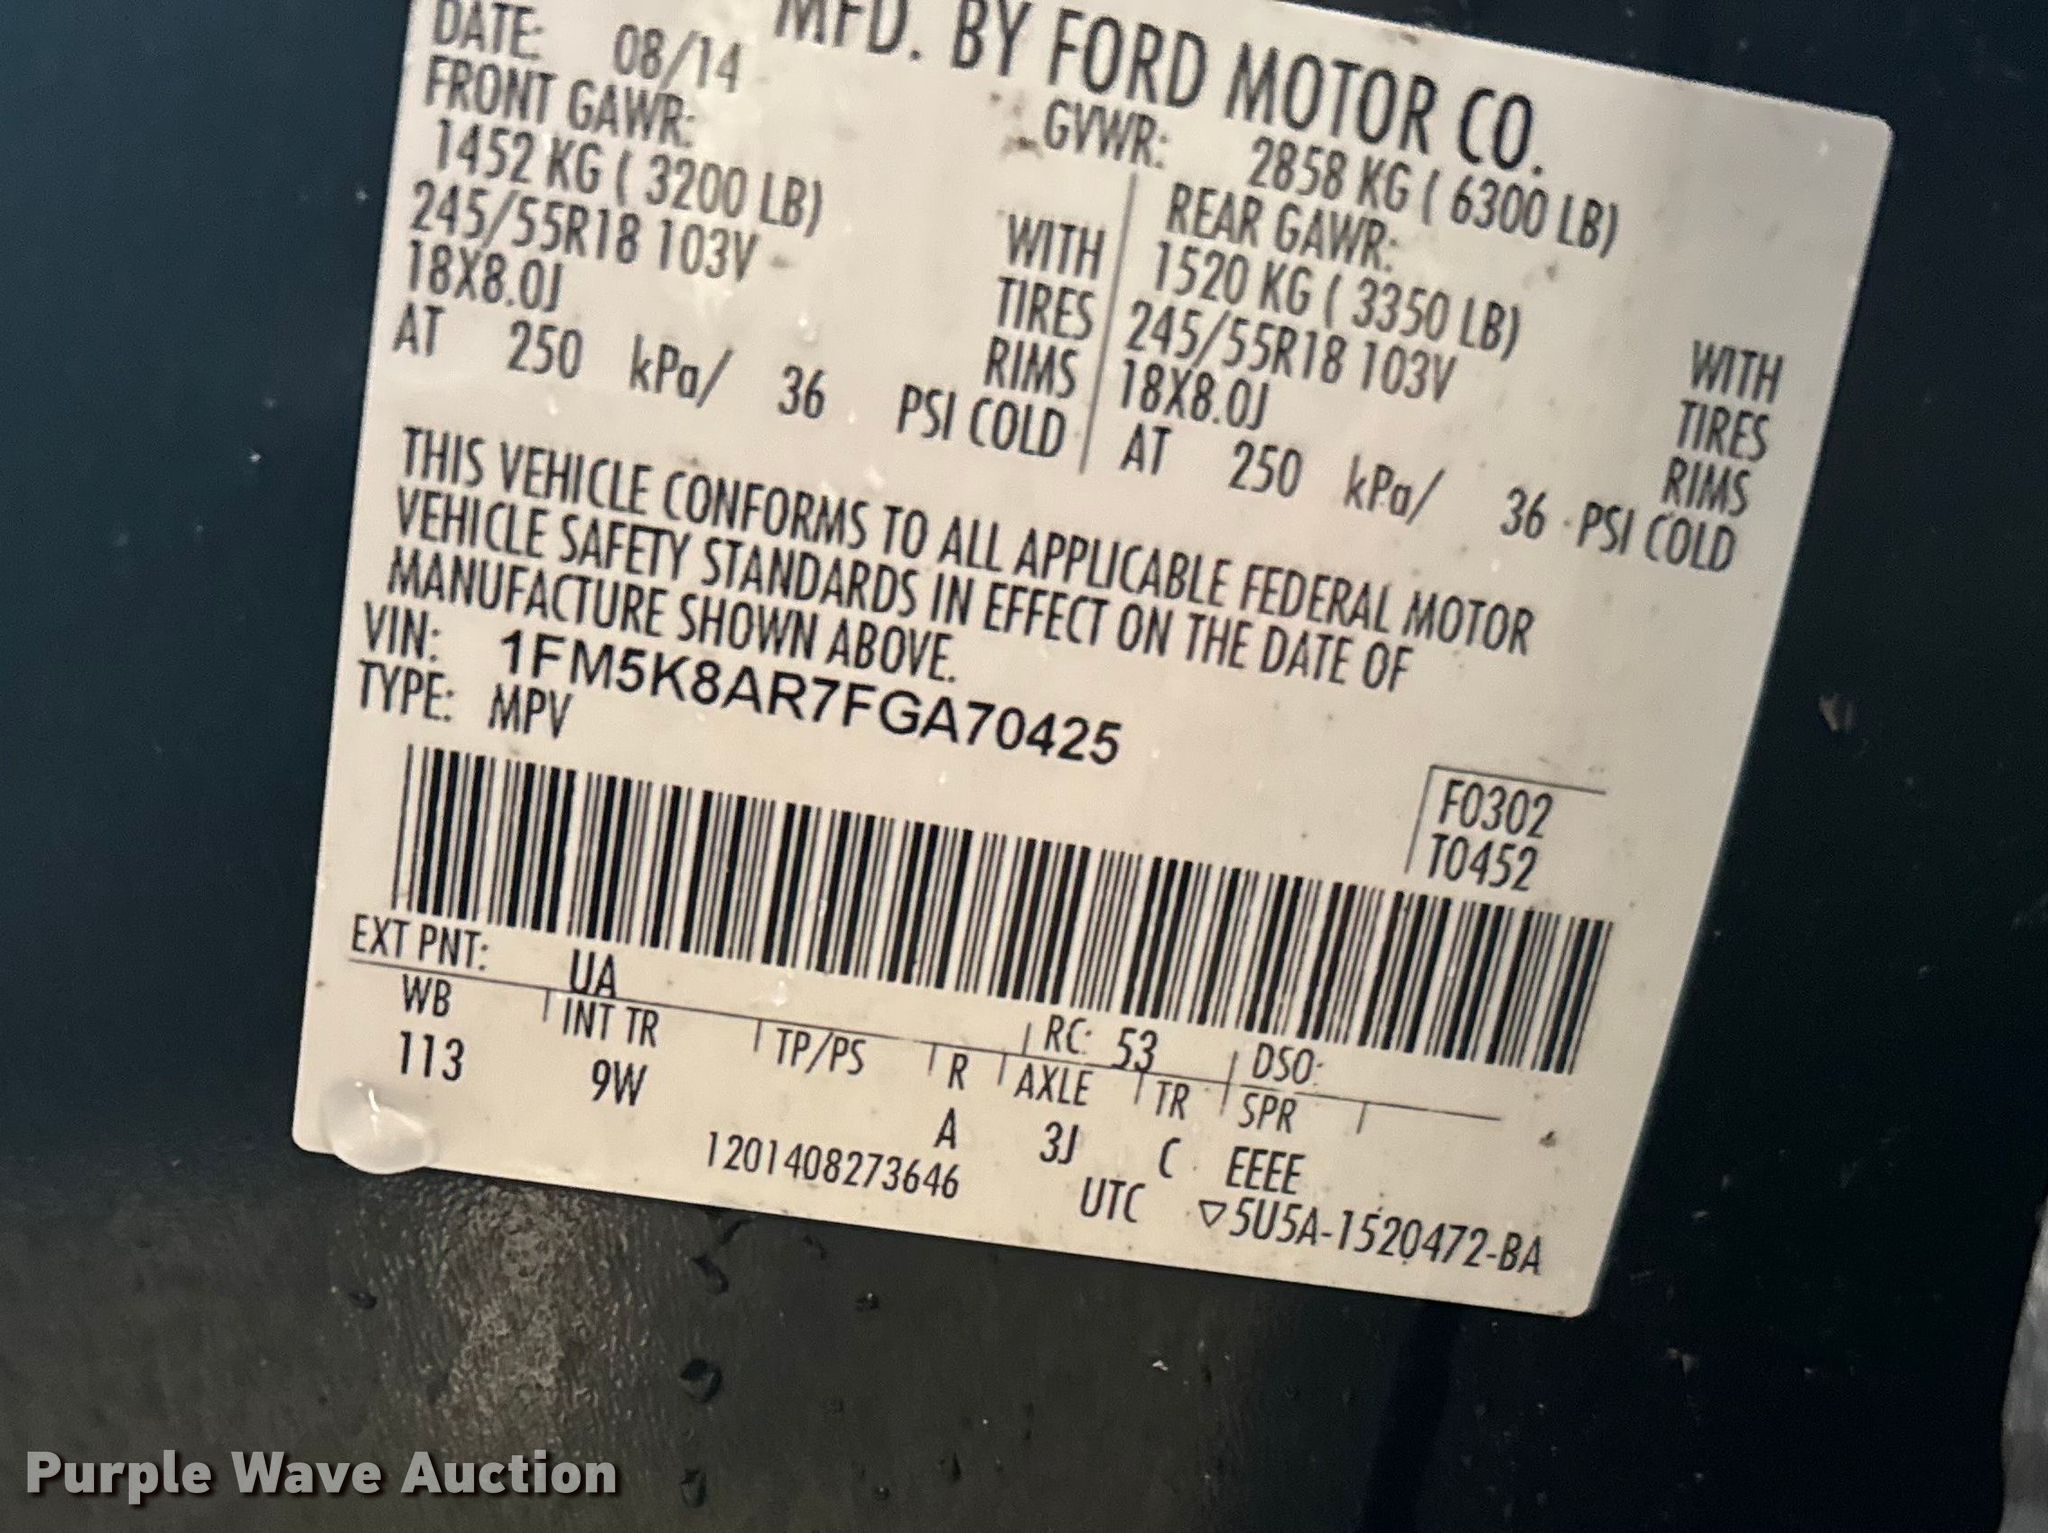 MFD. BY FORD MOTOR CO.
DATE: 08/14 GVWR: 2858 KG ( 6300 LB)
FRONT GAWR: REAR GAWR:
1452 KG ( 3200 LB) WITH 1520 KG ( 3350 LB) WITH
245/55R18 103V TIRES 245/55R18 103V TIRES
18X8.0J RIMS 18X8.0J RIMS
AT 250 kPa/ 36 PSI COLD AT 250 kPa/ 36 PSI COLD
THIS VEHICLE CONFORMS TO ALL APPLICABLE FEDERAL MOTOR
VEHICLE SAFETY STANDARDS IN EFFECT ON THE DATE OF
MANUFACTURE SHOWN ABOVE.
VIN: 1FM5K8AR7FGA70425
TYPE: MPV
F0302
T0452
EXT PNT: UA RC: 53 DSO:
WB INT TR TP/PS R AXLE TR SPR
113 9W A 3J C EEEE
1201408273646 UTC ▽5U5A-1520472-BA
Purple Wave Auction